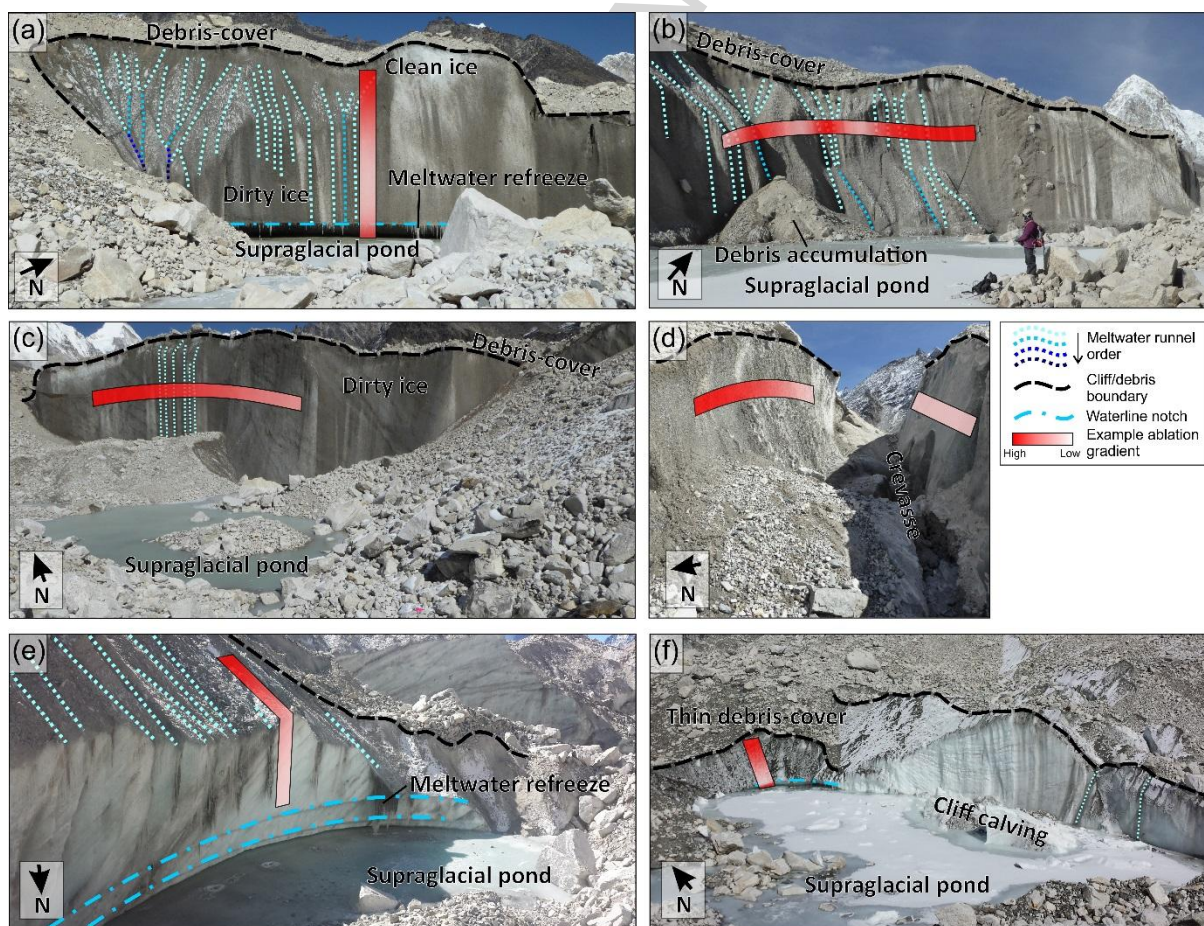 (a)
Debris-cover
Clean ice
Dirty ice
Meltwater refreeze
Supraglacial pond
N
(b)
Debris-cover
Debris accumulation
Supraglacial pond
N
(c)
Debris-cover
Dirty ice
Supraglacial pond
N
(d)
Crevasse
N
Meltwater runnel
order
Cliff/debris
boundary
Waterline notch
Example ablation
gradient
High
Low
(e)
Meltwater refreeze
Supraglacial pond
N
(f)
Thin debris-cover
Cliff calving
Supraglacial pond
N